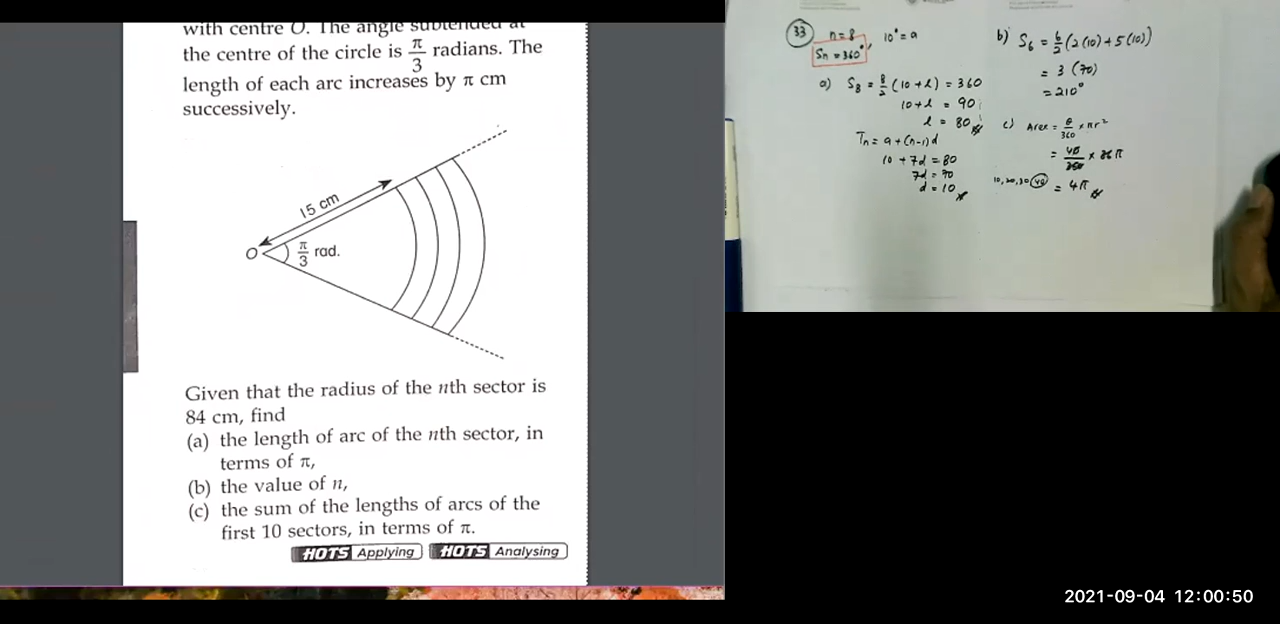 with centre O. The angle subtended at
the centre of the circle is π/3 radians. The
length of each arc increases by π cm
successively.
15 cm
O
π/3 rad.
Given that the radius of the nth sector is
84 cm, find
(a) the length of arc of the nth sector, in
terms of π,
(b) the value of n,
(c) the sum of the lengths of arcs of the
first 10 sectors, in terms of π.
HOTS Applying HOTS Analysing
33 n = 8, 10° = a
Sn = 360°
a) S8 = 8/2 (10 + l) = 360
10 + l = 90
l = 80
Tn = a + (n-1)d
10 + 7d = 80
7d = 70
d = 10
b) S6 = 6/2 (2(10) + 5(10))
= 3 (70)
= 210°
c) Area = θ/360 × πr²
= 40/360 × 36 π
10, 20, 30, 40
= 4π
2021-09-04 12:00:50